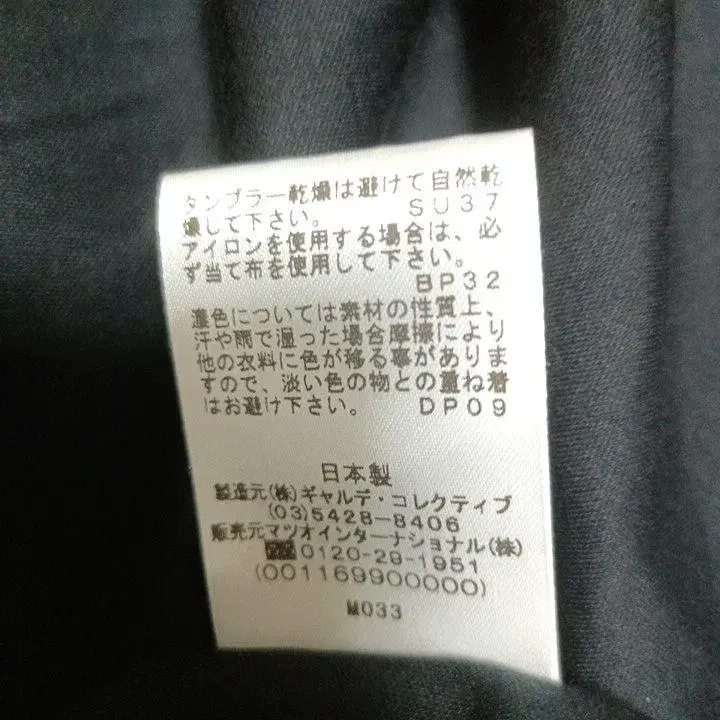 タンブラー乾燥は避けて自然乾
燥して下さい。 SU37
アイロンを使用する場合は、必
ず当て布を使用して下さい。
BP32
濃色については素材の性質上、
汗や雨で湿った場合摩擦により
他の衣料に色が移る事がありま
すので、淡い色の物との重ね着
はお避け下さい。 DP09
日本製
製造元(株)ギャルデ・コレクティブ
(03)5428-8406
販売元マツオインターナショナル(株)
0120-29-1951
(001169900000)
M033